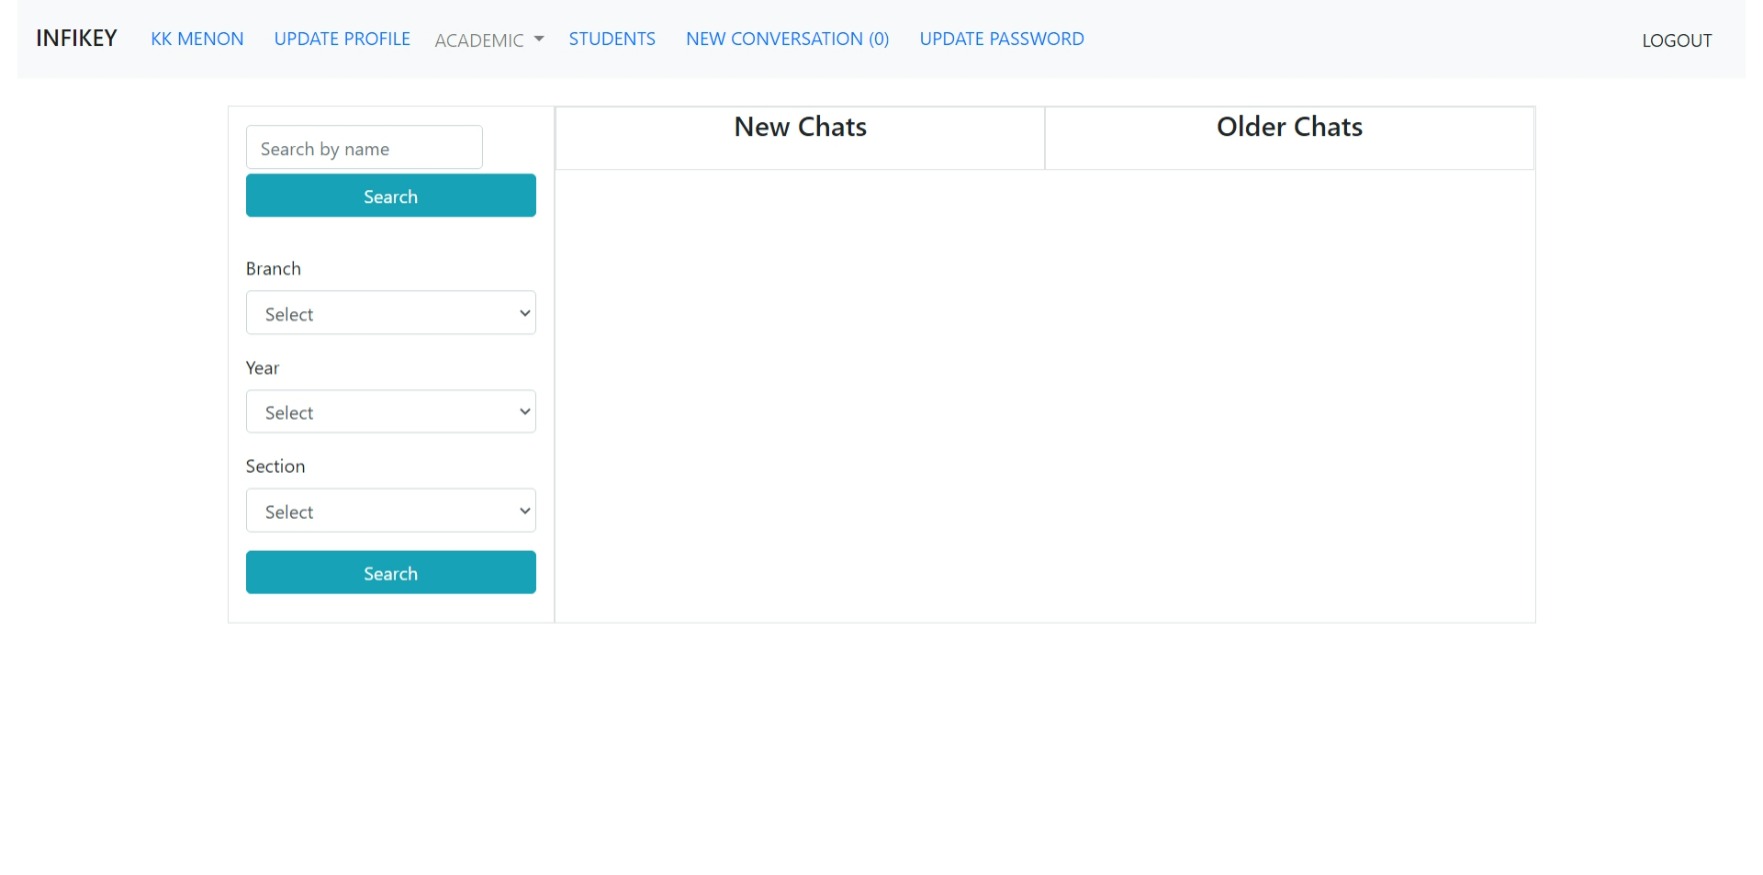 INFIKEY KK MENON UPDATE PROFILE ACADEMIC STUDENTS NEW CONVERSATION (0) UPDATE PASSWORD LOGOUT
New Chats Older Chats
Search by name
Search
Branch
Select
Year
Select
Section
Select
Search